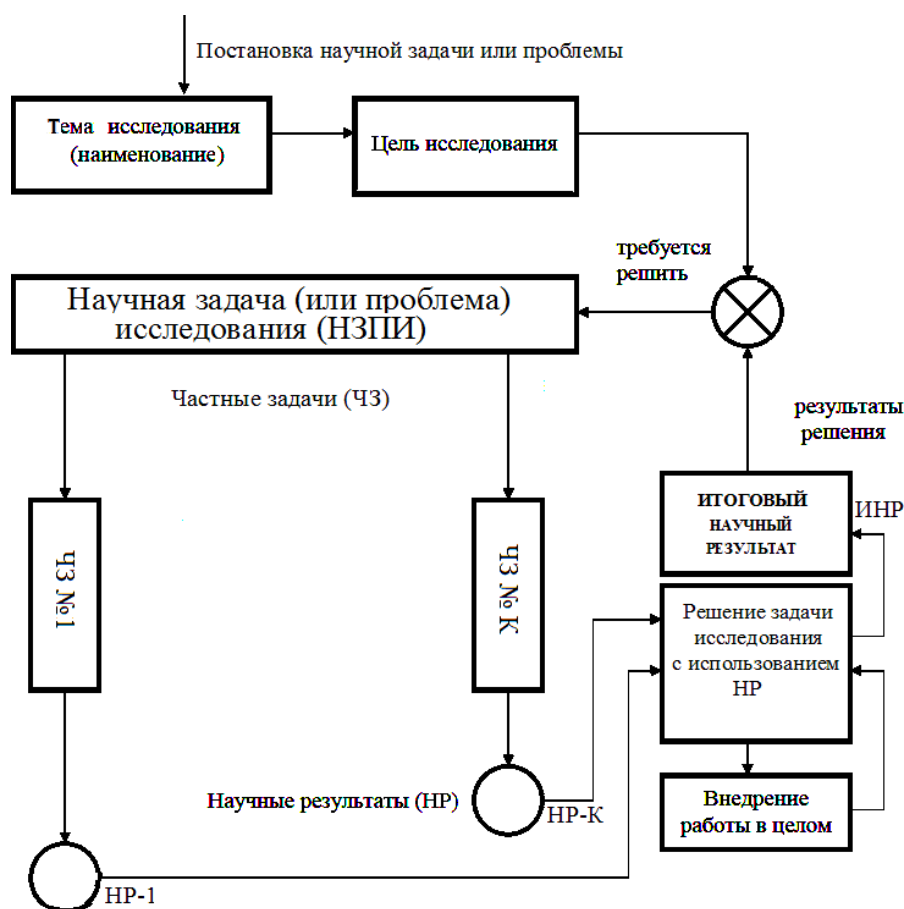 Постановка научной задачи или проблемы
Тема исследования
(наименование)
Цель исследования
требуется
решить
Научная задача (или проблема)
исследования (НЗПИ)
Частные задачи (ЧЗ)
результаты
решения
ЧЗ №1
ЧЗ № К
ИТОГОВЫЙ
НАУЧНЫЙ
РЕЗУЛЬТАТ
ИНР
Решение задачи
исследования
с использованием
НР
Научные результаты (НР)
НР-К
Внедрение
работы в целом
НР-1